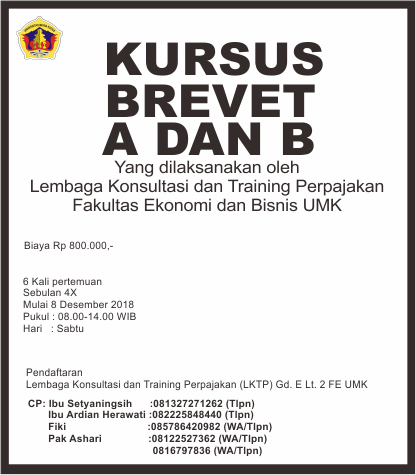 KURSUS
BREVET
A DAN B
Yang dilaksanakan oleh
Lembaga Konsultasi dan Training Perpajakan
Fakultas Ekonomi dan Bisnis UMK
Biaya Rp 800.000,-
6 Kali pertemuan
Sebulan 4X
Mulai 8 Desember 2018
Pukul : 08.00-14.00 WIB
Hari : Sabtu
Pendaftaran
Lembaga Konsultasi dan Training Perpajakan (LKTP) Gd. E Lt. 2 FE UMK
CP: Ibu Setyaningsih :081327271262 (Tlpn)
Ibu Ardian Herawati :082225848440 (Tlpn)
Fiki :085786420982 (WA/Tlpn)
Pak Ashari :08122527362 (WA/Tlpn)
0816797836 (WA/Tlpn)